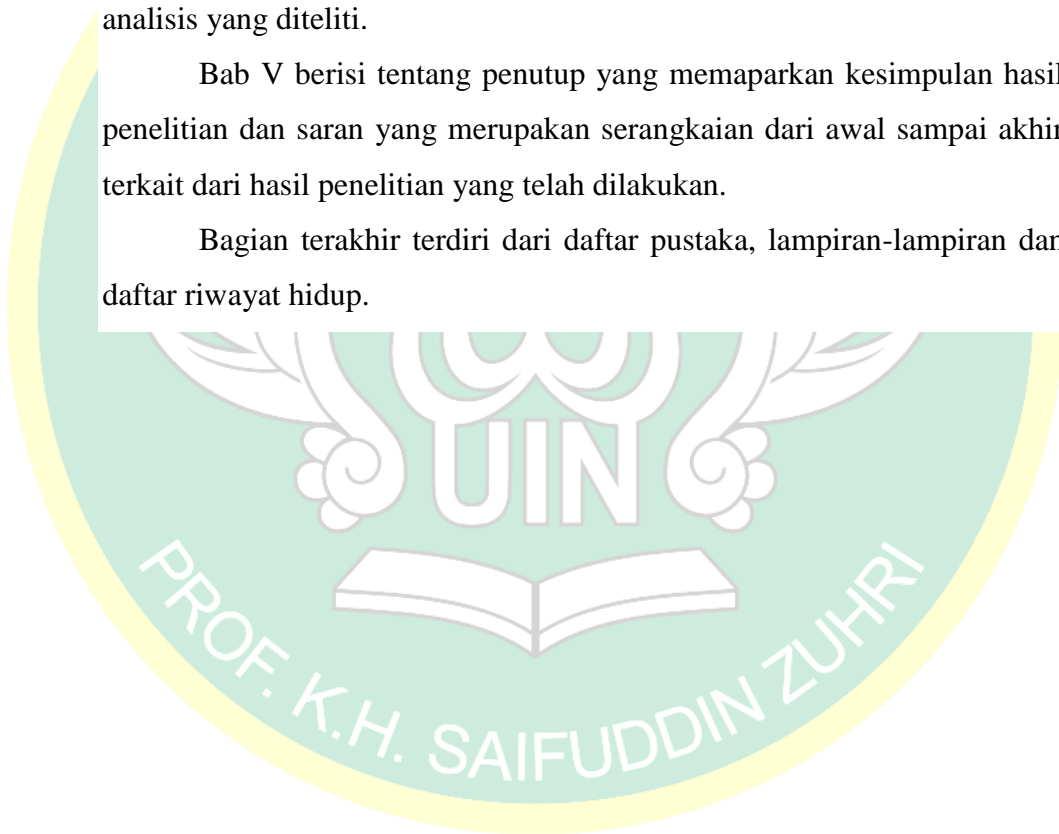 analisis yang diteliti.
Bab V berisi tentang penutup yang memaparkan kesimpulan hasil
penelitian dan saran yang merupakan serangkaian dari awal sampai akhir
terkait dari hasil penelitian yang telah dilakukan.
Bagian terakhir terdiri dari daftar pustaka, lampiran-lampiran dan
daftar riwayat hidup.
UIN
PROF. K.H. SAIFUDDIN ZUHRI